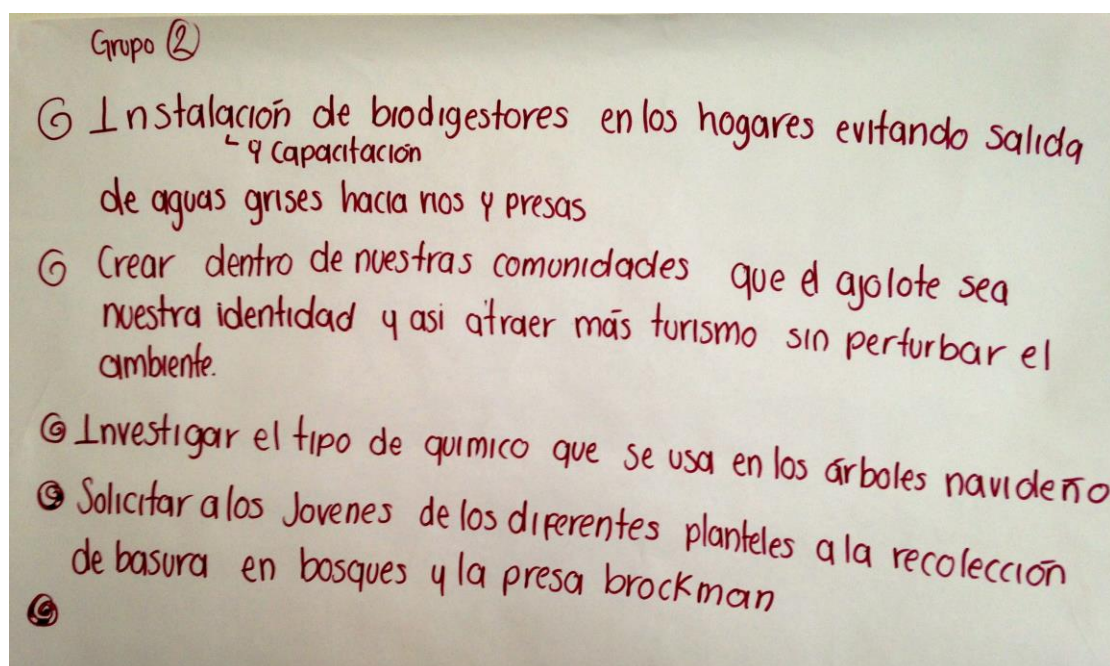 Grupo 2
Instalación de biodigestores en los hogares evitando salida
y capacitación
de aguas grises hacia rios y presas
Crear dentro de nuestras comunidades que el ajolote sea
nuestra identidad y asi atraer más turismo sin perturbar el
ambiente.
Investigar el tipo de quimico que se usa en los árboles navideño
Solicitar a los Jovenes de los diferentes planteles a la recolección
de basura en bosques y la presa brockman